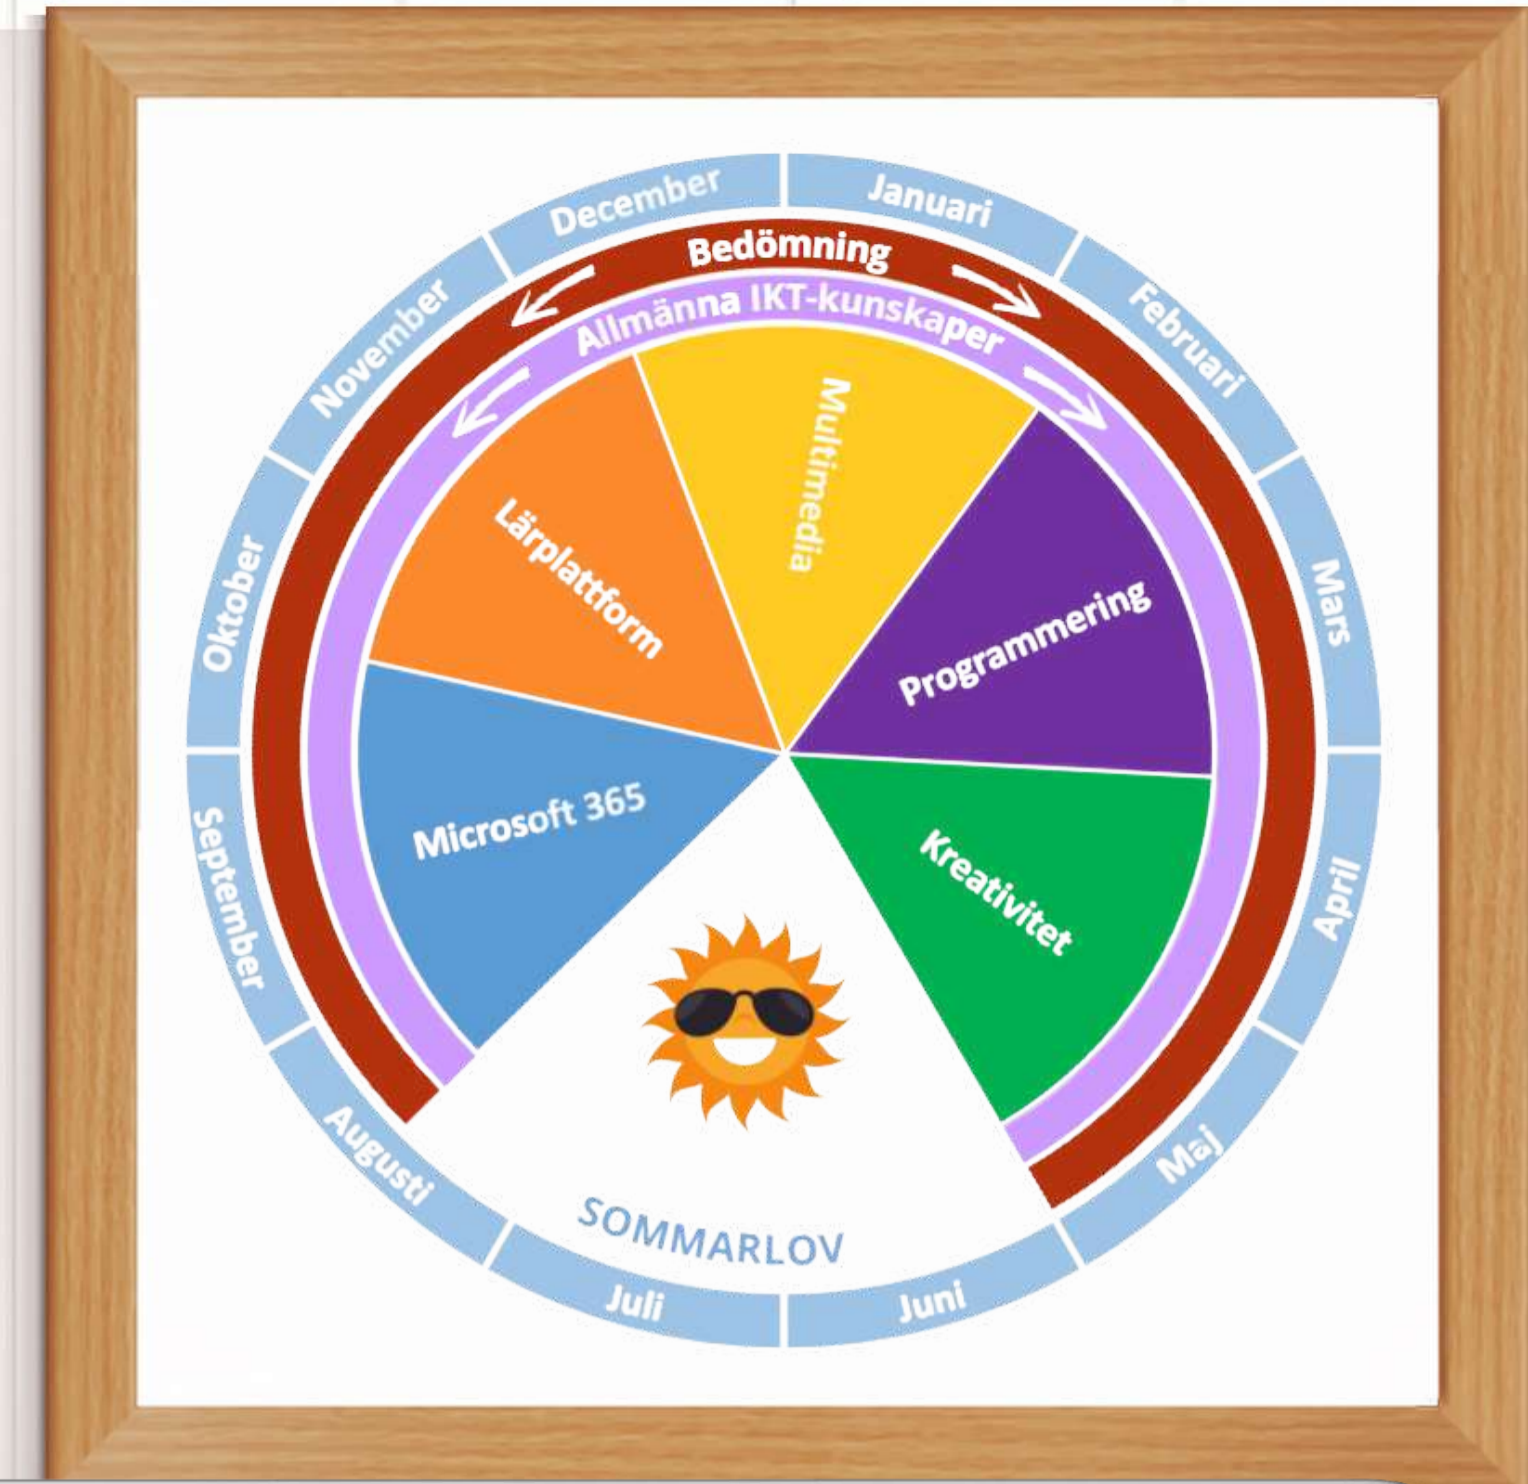 Januari
Februari
Mars
April
Maj
Juni
Juli
Augusti
September
Oktober
November
December
Bedömning
Allmänna IKT-kunskaper
Microsoft 365
Lärplattform
Multimedia
Programmering
Kreativitet
SOMMARLOV